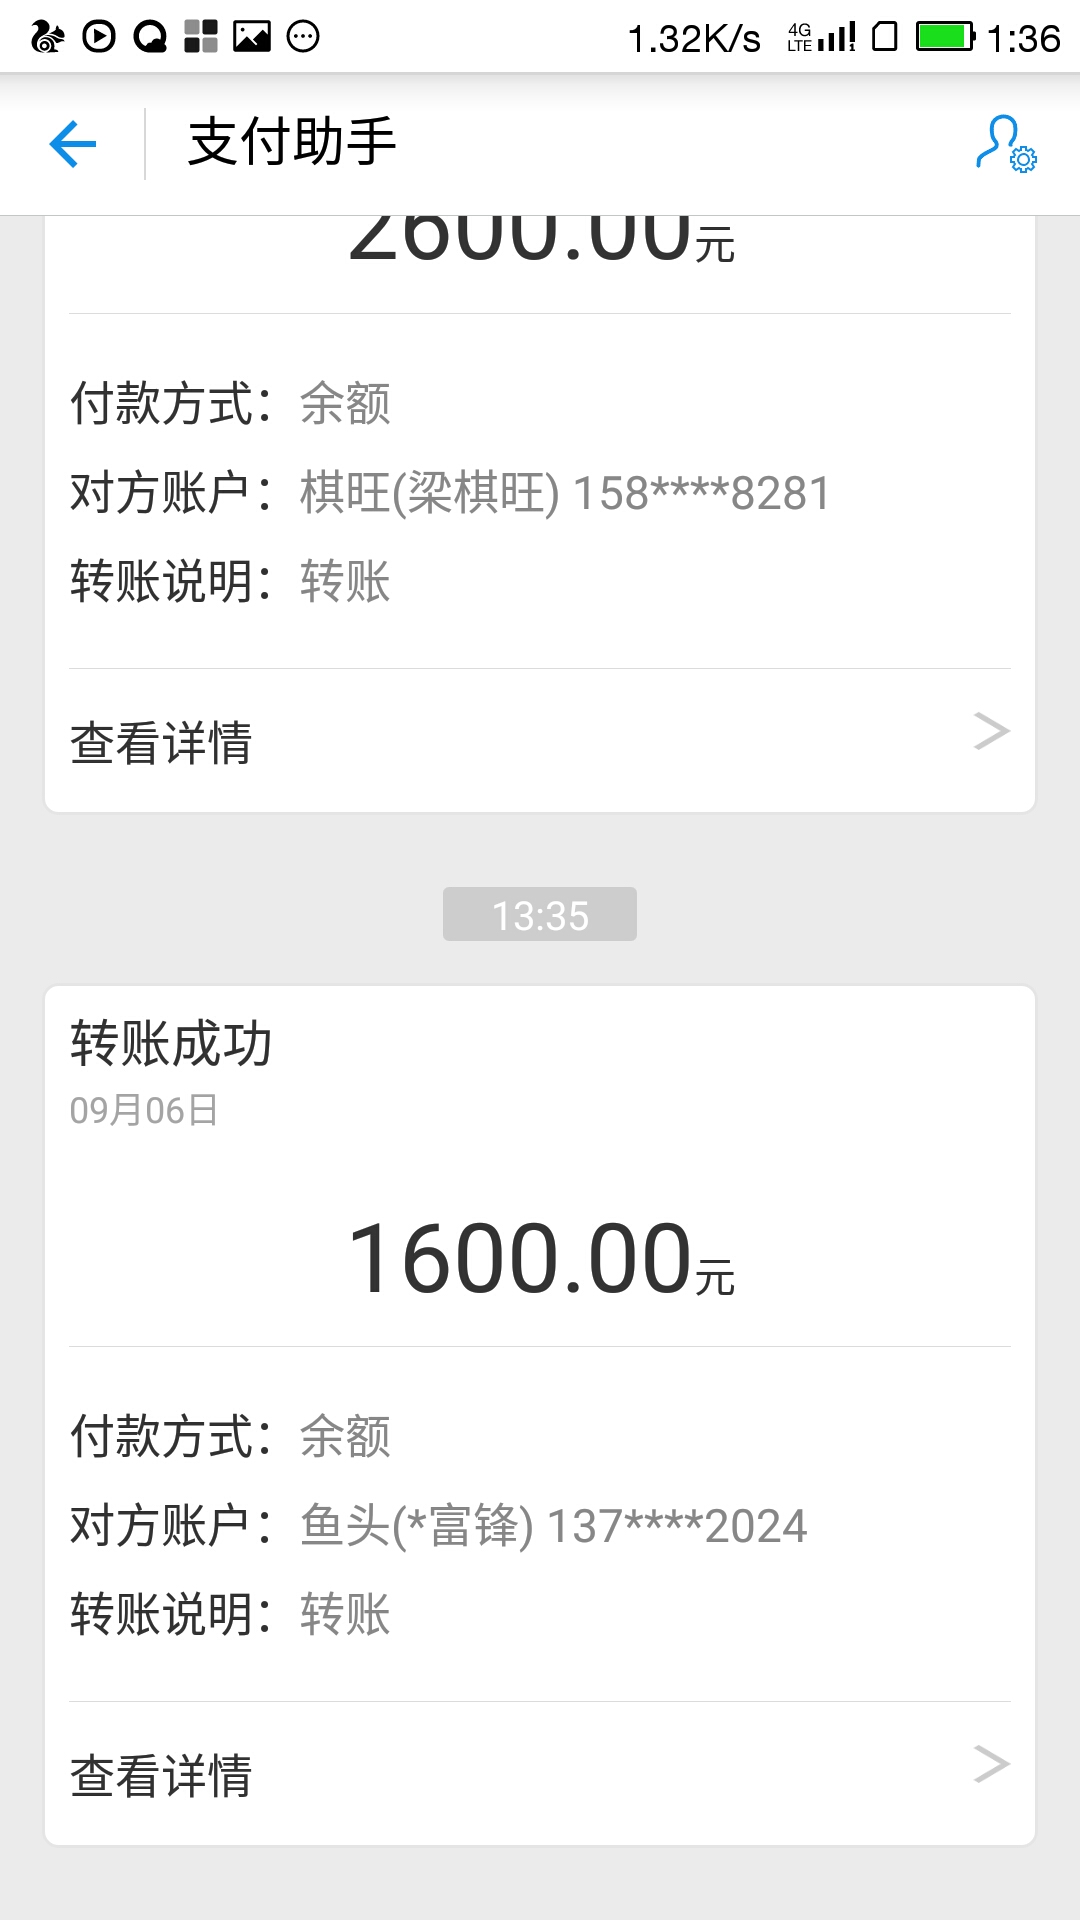 1.32K/s 4G LTE 1:36
支付助手
2600.00元
付款方式：余额
对方账户：棋旺(梁棋旺) 158****8281
转账说明：转账
查看详情
13:35
转账成功
09月06日
1600.00元
付款方式：余额
对方账户：鱼头(*富锋) 137****2024
转账说明：转账
查看详情